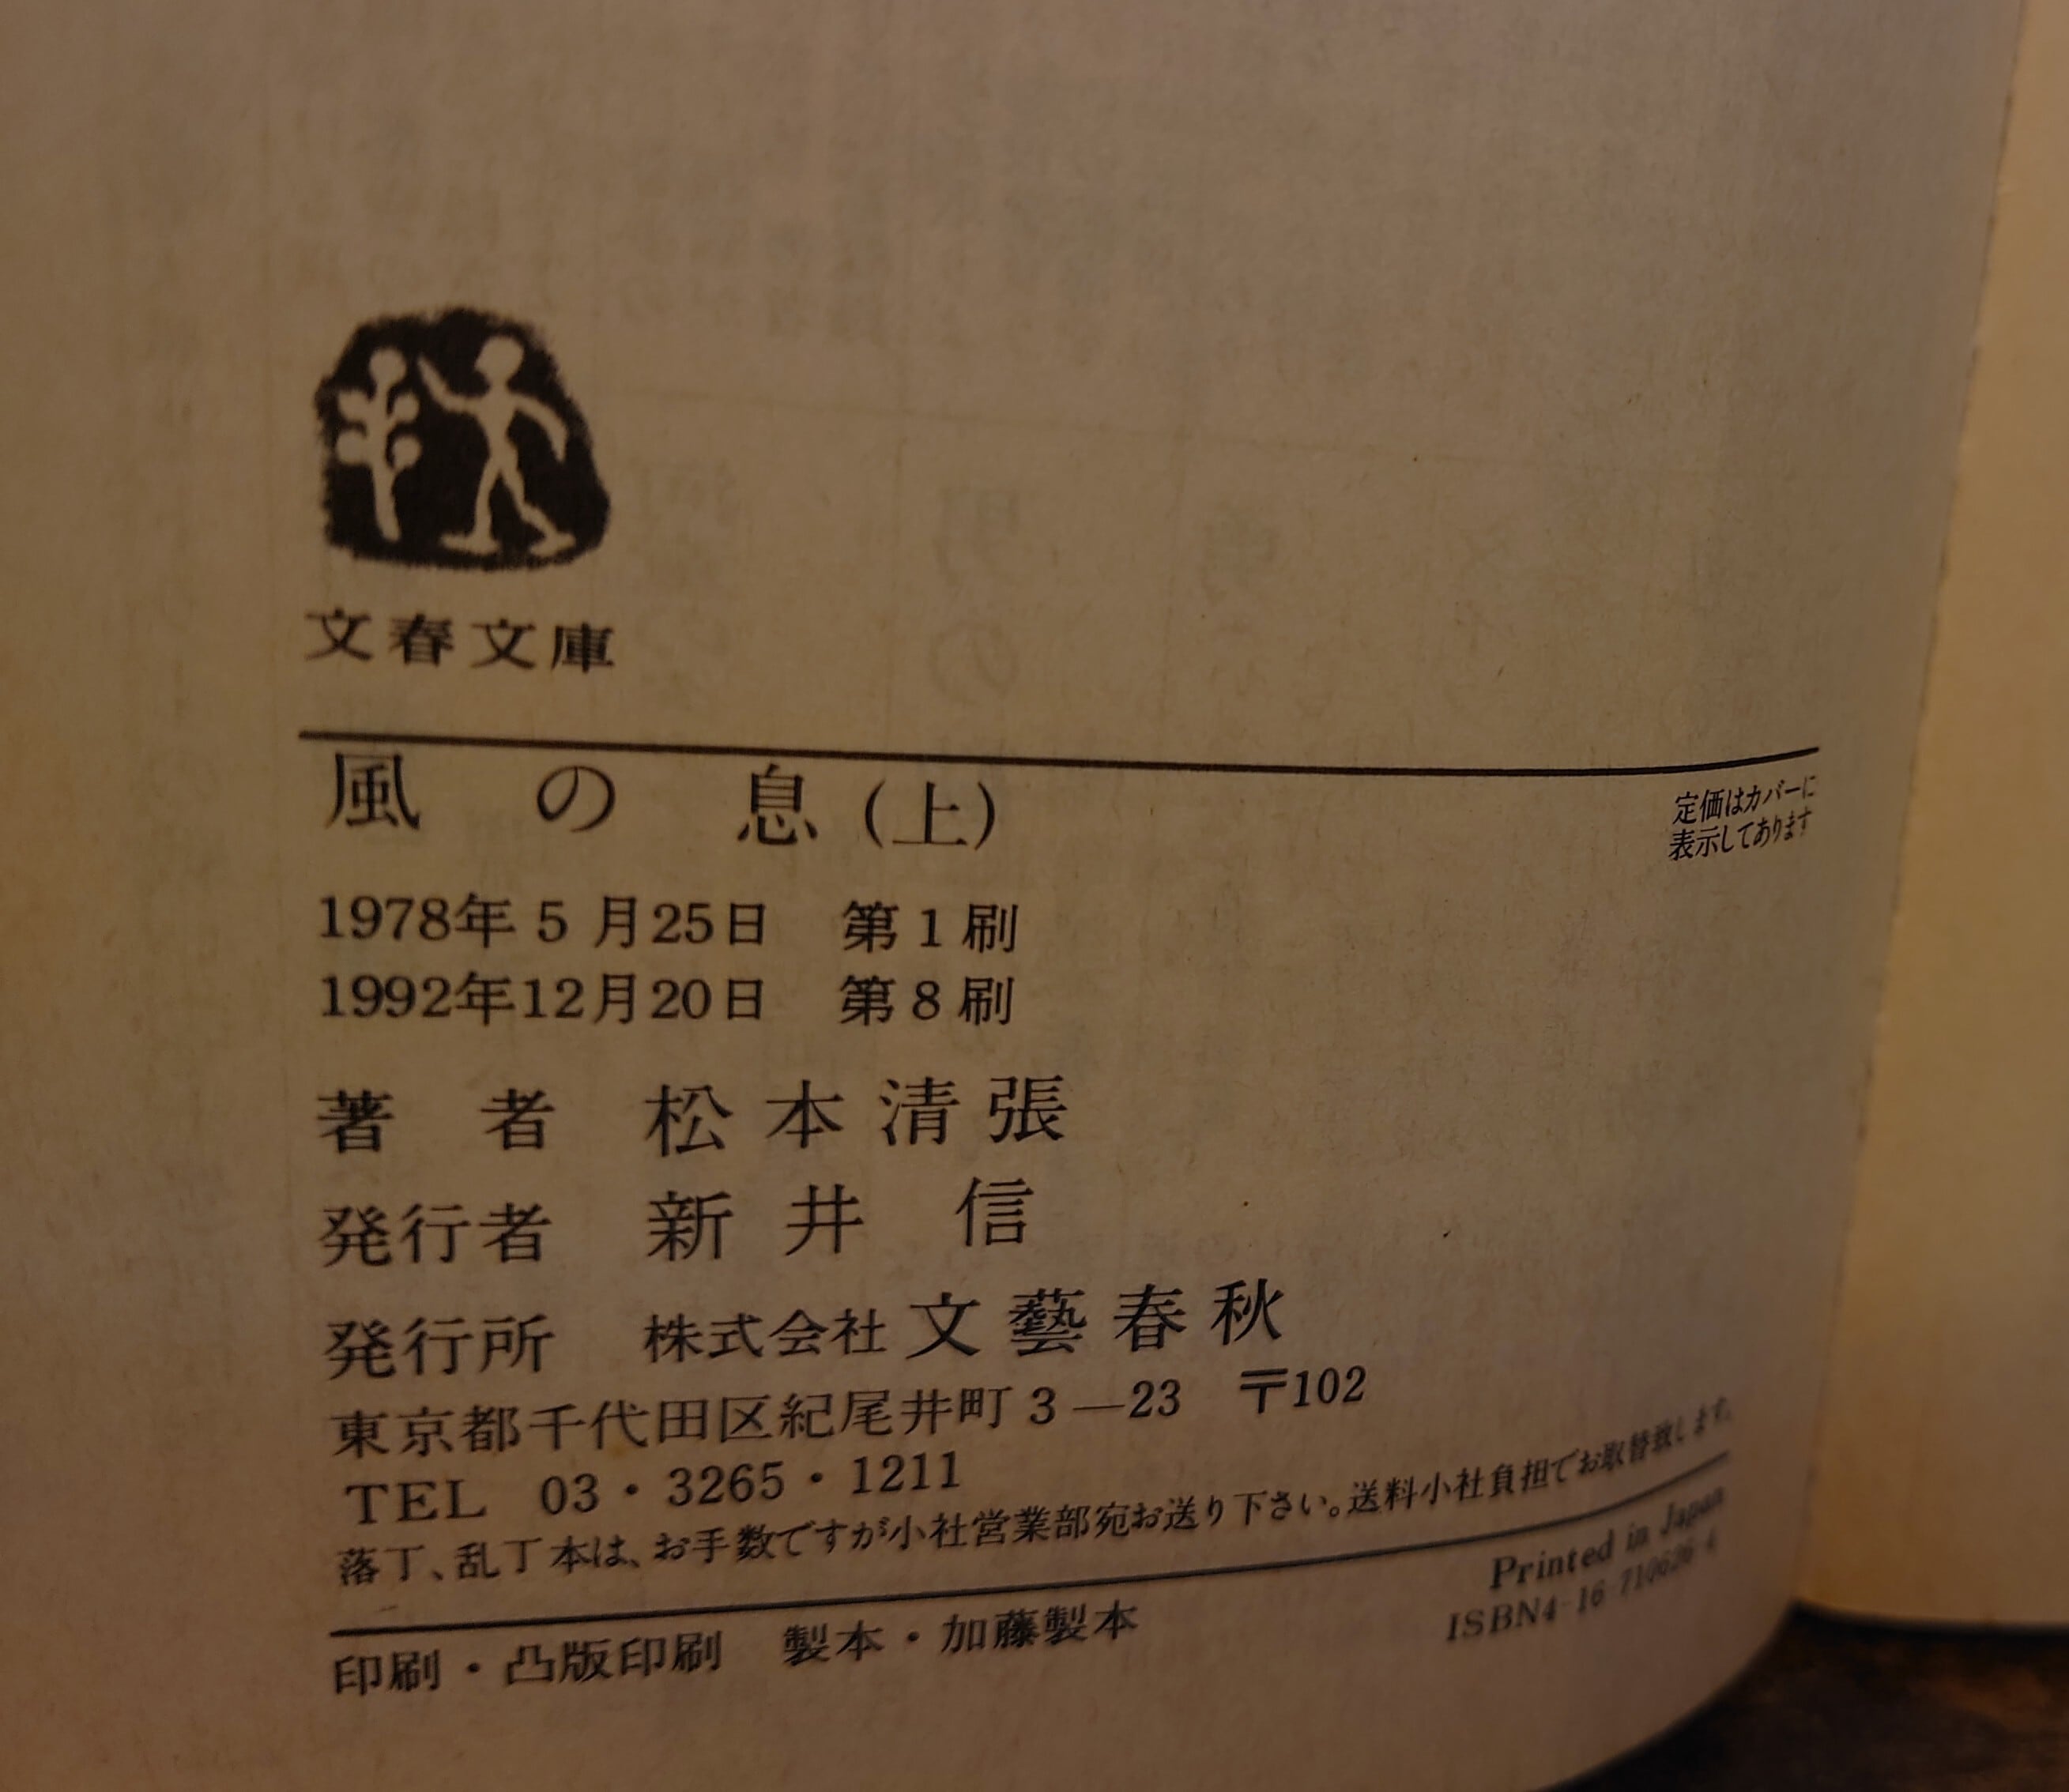 文春文庫
風の息(上)
定価はカバーに
表示してあります
1978年5月25日 第1刷
1992年12月20日 第8刷
著者 松本清張
発行者 新井信
発行所 株式会社文藝春秋
東京都千代田区紀尾井町3—23 〒102
TEL 03・3265・1211
落丁、乱丁本は、お手数ですが小社営業部宛お送り下さい。送料小社負担でお取替致します。
Printed in Japan
印刷・凸版印刷 製本・加藤製本
ISBN4-16-710626-4